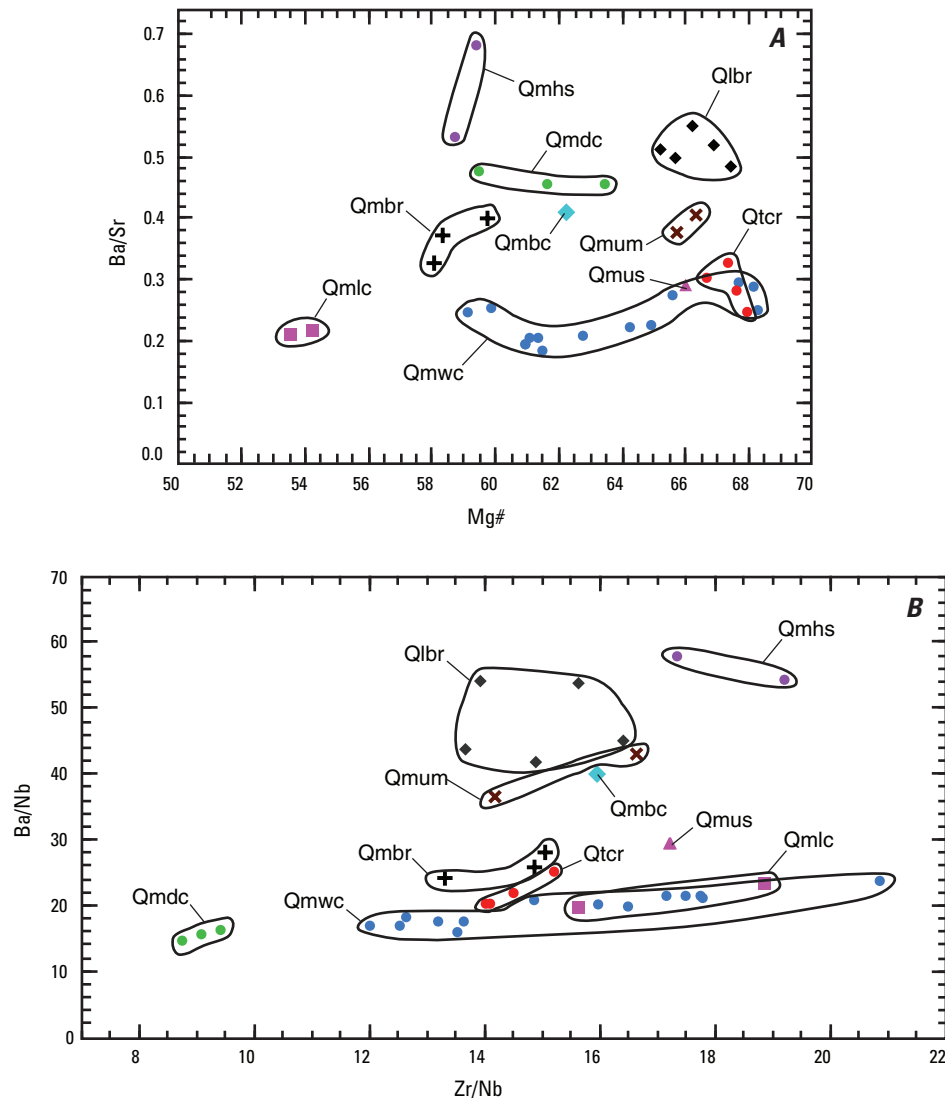 A
0.7
0.6
0.5
0.4
0.3
0.2
0.1
0.0
Ba/Sr
Qmhs
Qlbr
Qmdc
Qmbr
Qmbc
Qmum
Qtcr
Qmus
Qmlc
Qmwc
50 52 54 56 58 60 62 64 66 68 70
Mg#
B
70
60
50
40
30
20
10
0
Ba/Nb
Qlbr
Qmhs
Qmum
Qmbc
Qmus
Qmlc
Qmbr
Qtcr
Qmdc
Qmwc
8 10 12 14 16 18 20 22
Zr/Nb